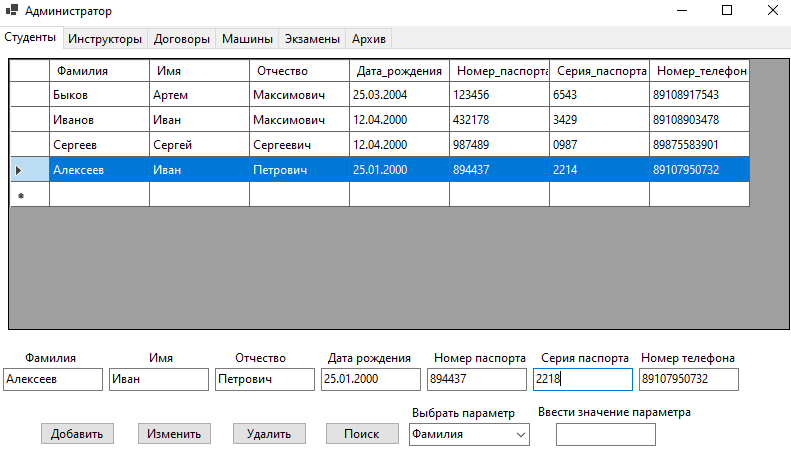 Администратор
Студенты Инструкторы Договоры Машины Экзамены Архив
Фамилия Имя Отчество Дата_рождения Номер_паспорта Серия_паспорта Номер_телефон
Быков Артем Максимович 25.03.2004 123456 6543 89108917543
Иванов Иван Максимович 12.04.2000 432178 3429 89108903478
Сергеев Сергей Сергеевич 12.04.2000 987489 0987 89875583901
Алексеев Иван Петрович 25.01.2000 894437 2214 89107950732
Фамилия Имя Отчество Дата рождения Номер паспорта Серия паспорта Номер телефона
Алексеев Иван Петрович 25.01.2000 894437 2218 89107950732
Выбрать параметр Ввести значение параметра
Добавить Изменить Удалить Поиск Фамилия